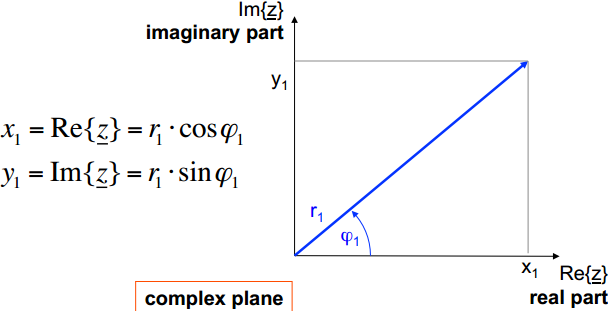 Im{z}
imaginary part
y₁
x₁ = Re{z} = r₁ · cos φ₁
y₁ = Im{z} = r₁ · sin φ₁
r₁
φ₁
x₁
Re{z}
real part
complex plane